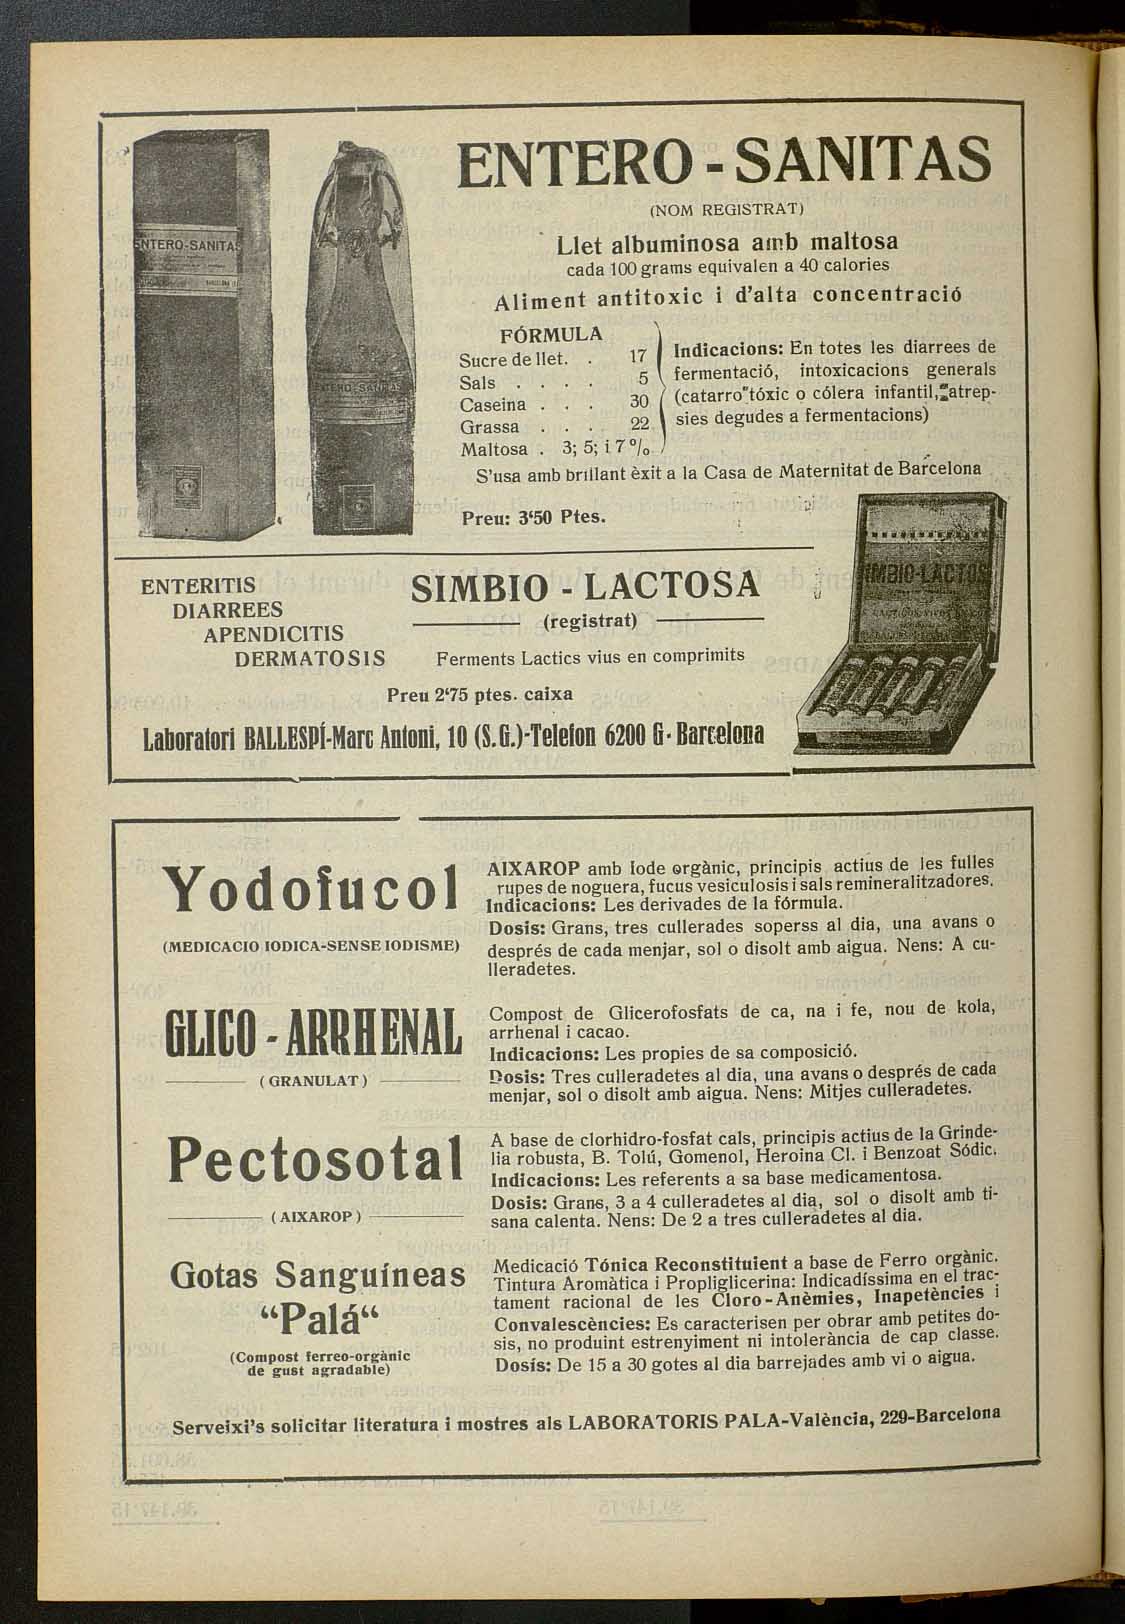 ENTERO-SANITAS
(NOM REGISTRAT)
Llet albuminosa amb maltosa
cada 100 grams equivalen a 40 calories
Aliment antitoxic i d'alta concentració
FÓRMULA
Sucre de llet. . 17
Sals . . . . 5
Caseina . . . 30
Grassa . . . 22
Maltosa . 3; 5; i 7 %
Indicacions: En totes les diarrees de
fermentació, intoxicacions generals
(catarro tóxic o cólera infantil, atrep-
sies degudes a fermentacions)
S'usa amb brillant èxit a la Casa de Maternitat de Barcelona
Preu: 3'50 Ptes.
ENTERO-SANITAS
ENTERO-SANITAS
ENTERITIS
DIARREES
APENDICITIS
DERMATOSIS
SIMBIO - LACTOSA
(registrat)
Ferments Lactics vius en comprimits
Preu 2'75 ptes. caixa
Laboratori BALLESPÍ-Marc Antoni, 10 (S.G.)-Telefon 6200 G-Barcelona
SIMBIO-LACTOSA
Yodofucol
(MEDICACIO IODICA-SENSE IODISME)
AIXAROP amb Iode orgànic, principis actius de les fulles
rupes de noguera, fucus vesiculosis i sals remineralitzadores.
Indicacions: Les derivades de la fórmula.
Dosis: Grans, tres cullerades soperss al dia, una avans o
després de cada menjar, sol o disolt amb aigua. Nens: A cu-
lleradetes.
GLICO - ARRHENAL
(GRANULAT)
Compost de Glicerofosfats de ca, na i fe, nou de kola,
arrhenal i cacao.
Indicacions: Les propies de sa composició.
Dosis: Tres culleradetes al dia, una avans o després de cada
menjar, sol o disolt amb aigua. Nens: Mitjes culleradetes.
Pectosotal
(AIXAROP)
A base de clorhidro-fosfat cals, principis actius de la Grinde-
lia robusta, B. Tolú, Gomenol, Heroina Cl. i Benzoat Sódic.
Indicacions: Les referents a sa base medicamentosa.
Dosis: Grans, 3 a 4 culleradetes al dia, sol o disolt amb ti-
sana calenta. Nens: De 2 a tres culleradetes al dia.
Gotas Sanguíneas
"Palá"
(Compost ferreo-orgànic
de gust agradable)
Medicació Tónica Reconstituient a base de Ferro orgànic.
Tintura Aromàtica i Propliglicerina: Indicadíssima en el trac-
tament racional de les Cloro-Anèmies, Inapetències i
Convalescències: Es caracterisen per obrar amb petites do-
sis, no produint estrenyiment ni intolerància de cap classe.
Dosís: De 15 a 30 gotes al dia barrejades amb vi o aigua.
Serveixi's solicitar literatura i mostres als LABORATORIS PALA-València, 229-Barcelona